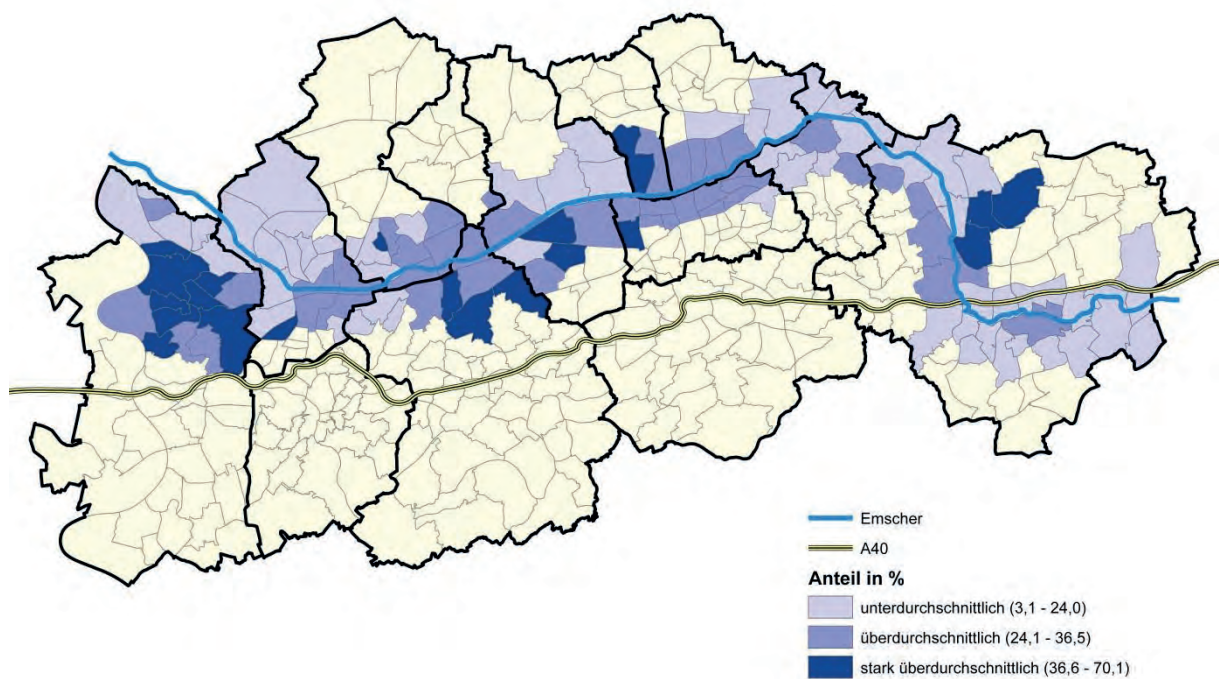 Emscher
A40
Anteil in %
unterdurchschnittlich (3,1 - 24,0)
überdurchschnittlich (24,1 - 36,5)
stark überdurchschnittlich (36,6 - 70,1)